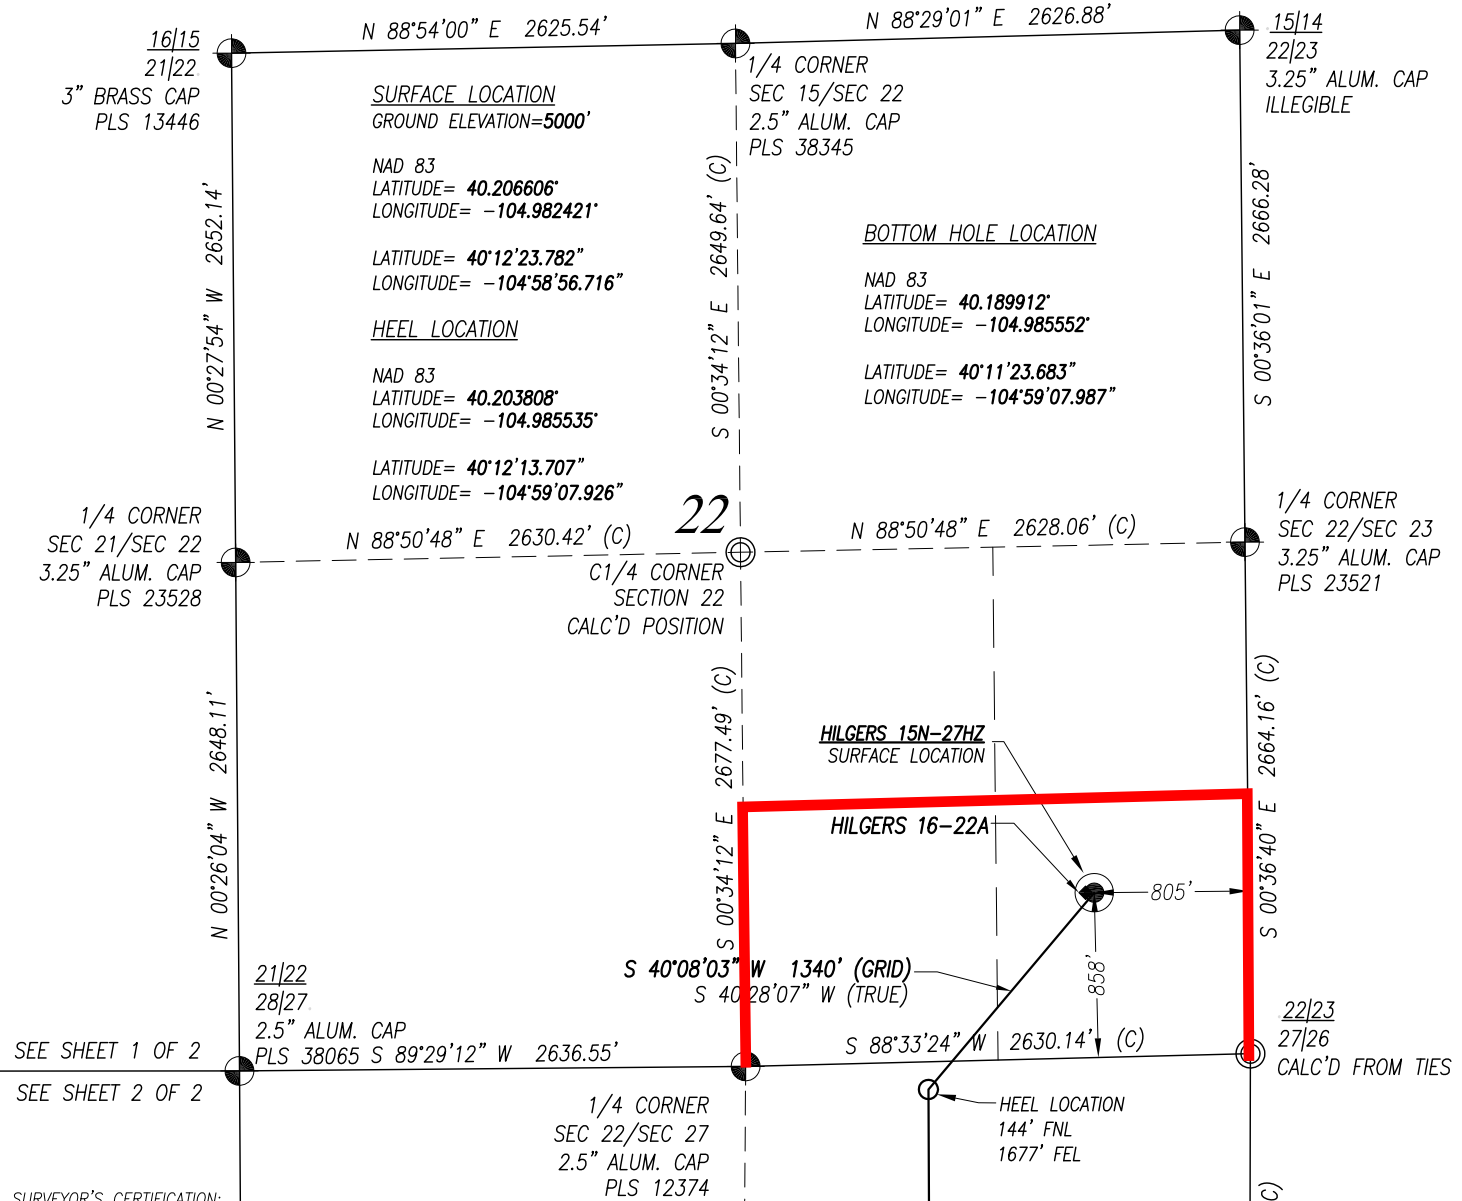 N 88°54'00" E 2625.54'
N 88°29'01" E 2626.88'
16|15
21|22
3" BRASS CAP
PLS 13446
1/4 CORNER
SEC 15/SEC 22
2.5" ALUM. CAP
PLS 38345
15|14
22|23
3.25" ALUM. CAP
ILLEGIBLE
SURFACE LOCATION
GROUND ELEVATION=5000'
NAD 83
LATITUDE= 40.206606°
LONGITUDE= -104.982421°
LATITUDE= 40°12'23.782"
LONGITUDE= -104°58'56.716"
HEEL LOCATION
NAD 83
LATITUDE= 40.203808°
LONGITUDE= -104.985535°
LATITUDE= 40°12'13.707"
LONGITUDE= -104°59'07.926"
BOTTOM HOLE LOCATION
NAD 83
LATITUDE= 40.189912°
LONGITUDE= -104.985552°
LATITUDE= 40°11'23.683"
LONGITUDE= -104°59'07.987"
N 00°27'54" W 2652.14'
S 00°34'12" E 2649.64' (C)
S 00°36'01" E 2666.28'
1/4 CORNER
SEC 21/SEC 22
3.25" ALUM. CAP
PLS 23528
N 88°50'48" E 2630.42' (C)
22
N 88°50'48" E 2628.06' (C)
C1/4 CORNER
SECTION 22
CALC'D POSITION
1/4 CORNER
SEC 22/SEC 23
3.25" ALUM. CAP
PLS 23521
N 00°26'04" W 2648.11'
S 00°34'12" E 2677.49' (C)
S 00°36'40" E 2664.16' (C)
HILGERS 15N-27HZ
SURFACE LOCATION
HILGERS 16-22A
805'
858'
S 40°08'03" W 1340' (GRID)
S 40°28'07" W (TRUE)
21|22
28|27
2.5" ALUM. CAP
PLS 38065
S 89°29'12" W 2636.55'
S 88°33'24" W 2630.14' (C)
22|23
27|26
CALC'D FROM TIES
SEE SHEET 1 OF 2
SEE SHEET 2 OF 2
1/4 CORNER
SEC 22/SEC 27
2.5" ALUM. CAP
PLS 12374
HEEL LOCATION
144' FNL
1677' FEL
SURVEYOR'S CERTIFICATION:
C)